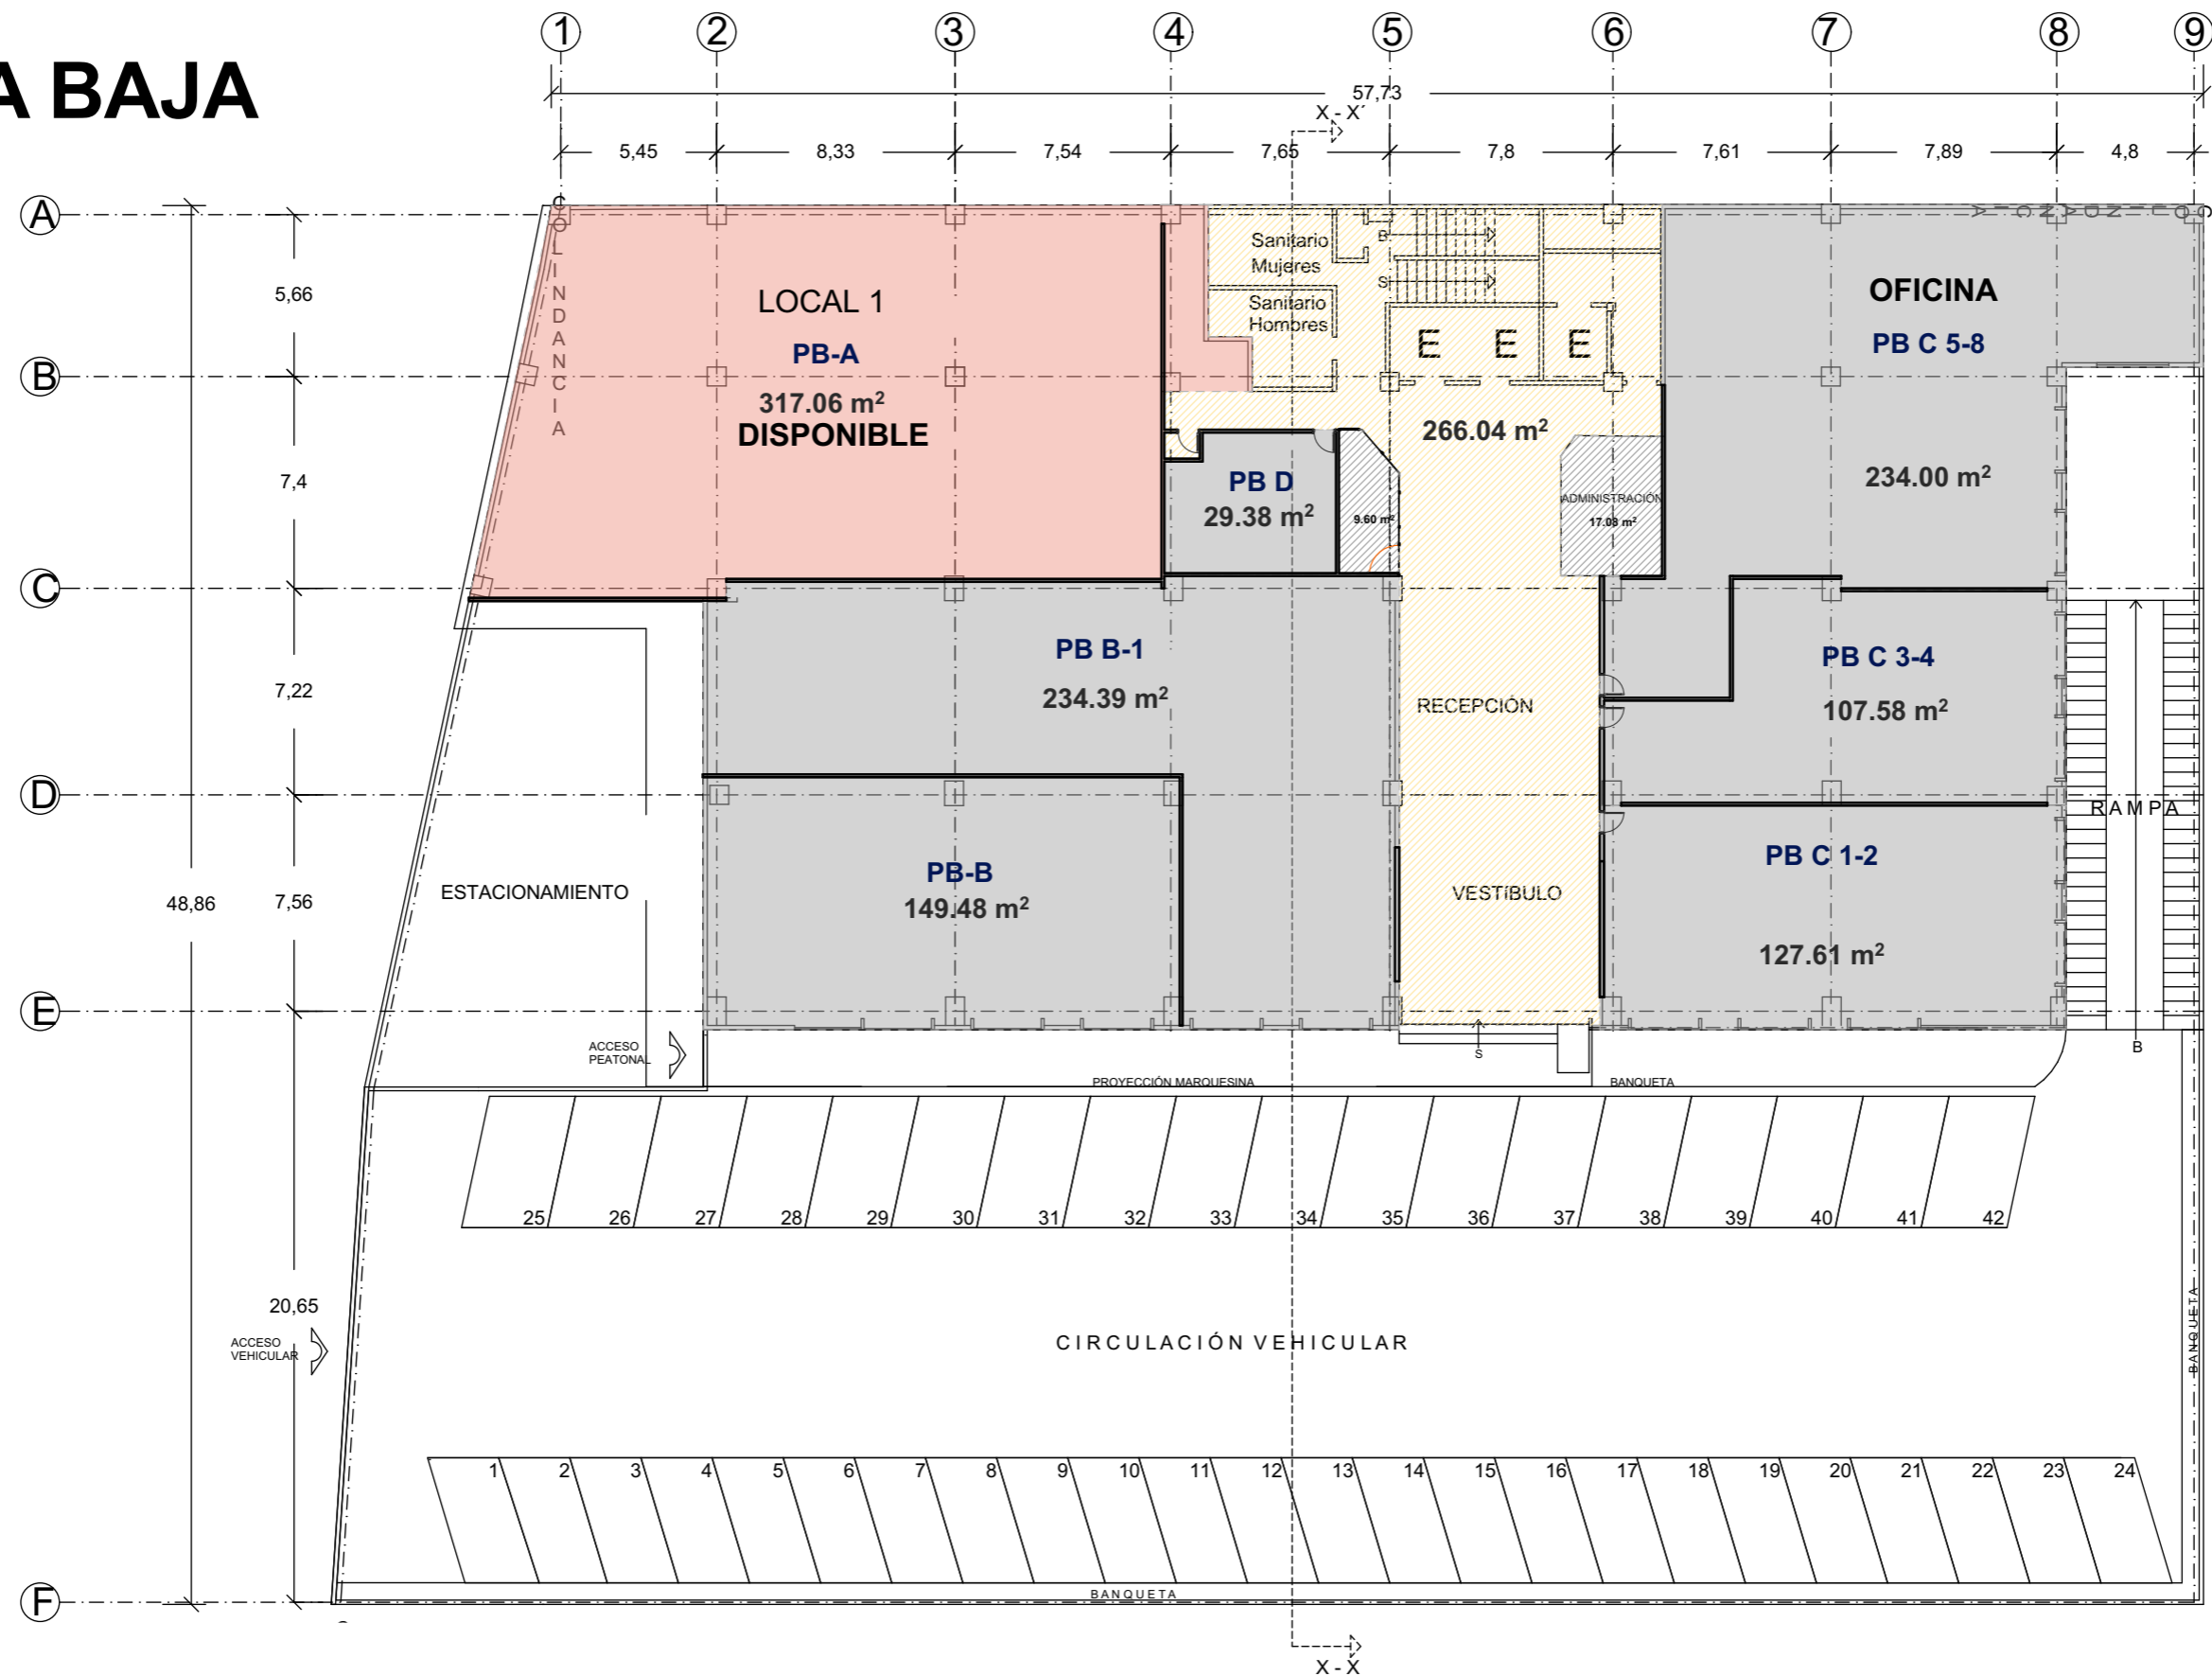 A BAJA
1 2 3 4 5 6 7 8 9
57,73
X - X´
5,45 8,33 7,54 7,65 7,8 7,61 7,89 4,8
A
B
C
D
E
F
5,66
7,4
7,22
7,56
20,65
48,86
COLINDANCIA
COLINDANCIA
LOCAL 1
PB-A
317.06 m²
DISPONIBLE
Sanitario
Mujeres
Sanitario
Hombres
B
S
E E E
266.04 m²
OFICINA
PB C 5-8
234.00 m²
PB D
29.38 m²
9.60 m²
ADMINISTRACIÓN
17.08 m²
PB B-1
234.39 m²
RECEPCIÓN
PB C 3-4
107.58 m²
RAMPA
PB-B
149.48 m²
VESTÍBULO
PB C 1-2
127.61 m²
ESTACIONAMIENTO
ACCESO
PEATONAL
S
B
PROYECCIÓN MARQUESINA
BANQUETA
25 26 27 28 29 30 31 32 33 34 35 36 37 38 39 40 41 42
ACCESO
VEHICULAR
CIRCULACIÓN VEHICULAR
BANQUETA
1 2 3 4 5 6 7 8 9 10 11 12 13 14 15 16 17 18 19 20 21 22 23 24
BANQUETA
X - X